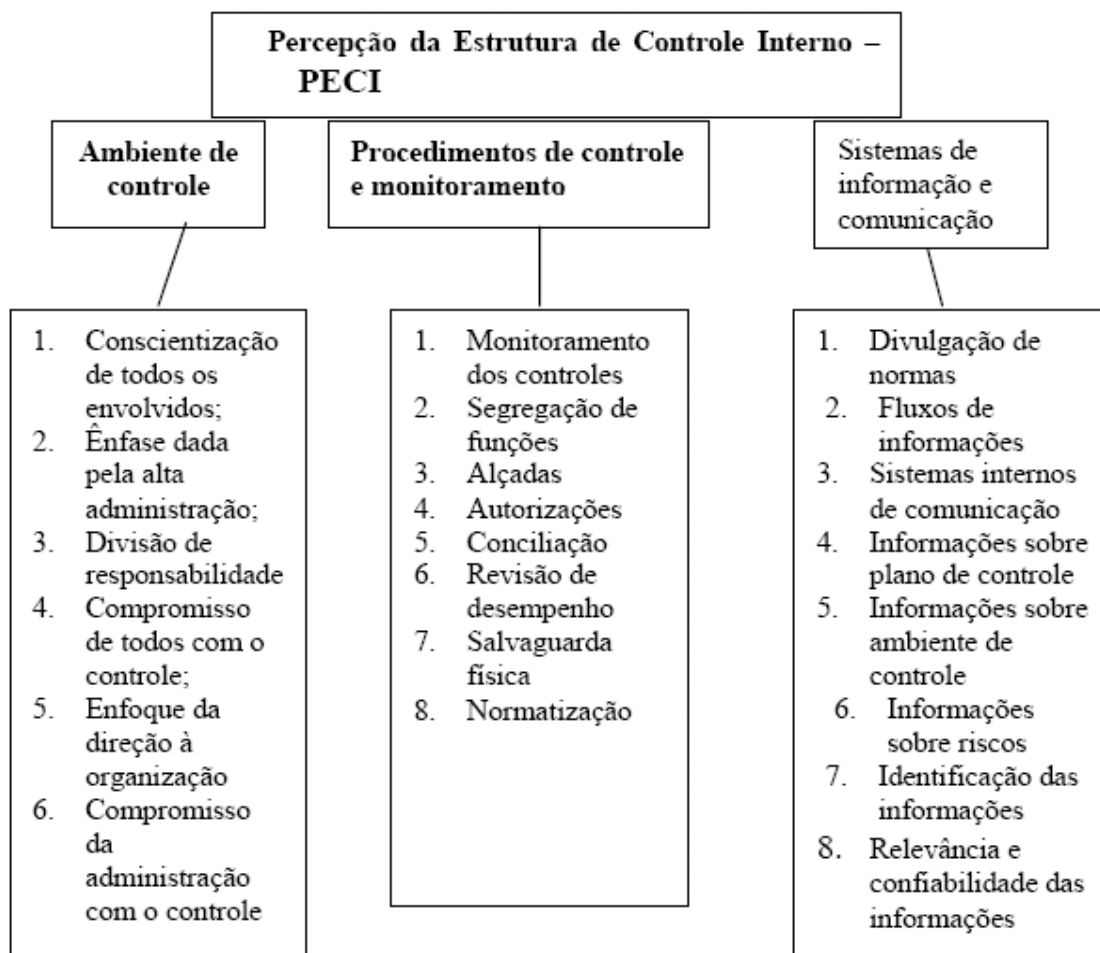 Percepção da Estrutura de Controle Interno –
PECI
Ambiente de
controle
Procedimentos de controle
e monitoramento
Sistemas de
informação e
comunicação
1. Conscientização
de todos os
envolvidos;
2. Ênfase dada
pela alta
administração;
3. Divisão de
responsabilidade
4. Compromisso
de todos com o
controle;
5. Enfoque da
direção à
organização
6. Compromisso
da
administração
com o controle
1. Monitoramento
dos controles
2. Segregação de
funções
3. Alçadas
4. Autorizações
5. Conciliação
6. Revisão de
desempenho
7. Salvaguarda
física
8. Normatização
1. Divulgação de
normas
2. Fluxos de
informações
3. Sistemas internos
de comunicação
4. Informações sobre
plano de controle
5. Informações sobre
ambiente de
controle
6. Informações
sobre riscos
7. Identificação das
informações
8. Relevância e
confiabilidade das
informações